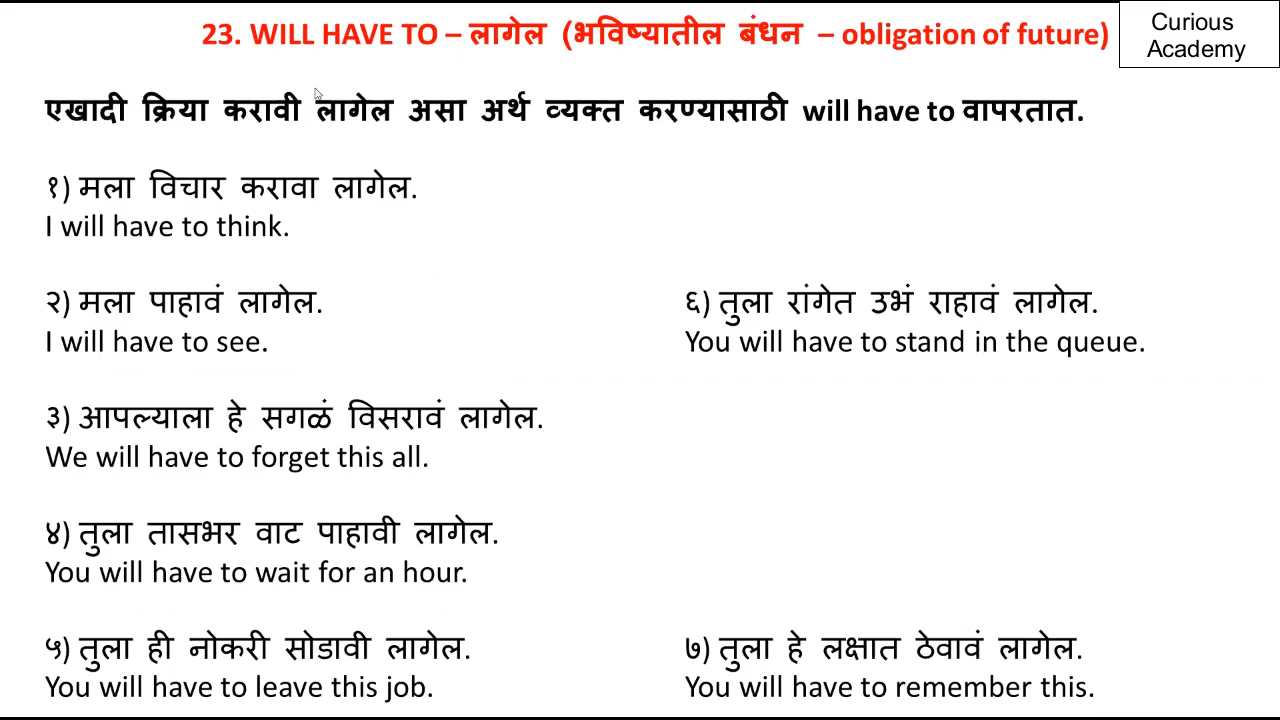 23. WILL HAVE TO – लागेल (भविष्यातील बंधन – obligation of future)
Curious
Academy
एखादी क्रिया करावी लागेल असा अर्थ व्यक्त करण्यासाठी will have to वापरतात.
१) मला विचार करावा लागेल.
I will have to think.
२) मला पाहावं लागेल.
I will have to see.
३) आपल्याला हे सगळं विसरावं लागेल.
We will have to forget this all.
४) तुला तासभर वाट पाहावी लागेल.
You will have to wait for an hour.
५) तुला ही नोकरी सोडावी लागेल.
You will have to leave this job.
६) तुला रांगेत उभं राहावं लागेल.
You will have to stand in the queue.
७) तुला हे लक्षात ठेवावं लागेल.
You will have to remember this.